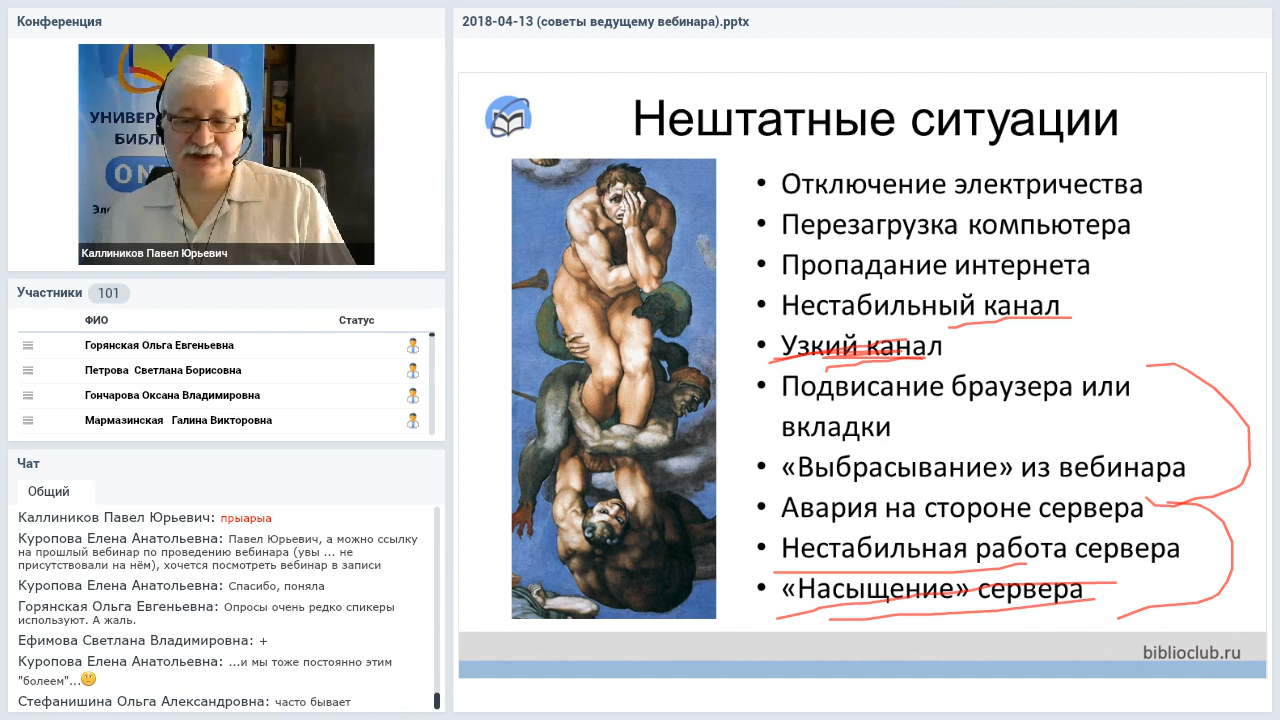 Конференция
УНИВЕР
БИБЛ
ON
Эле
Каллиников Павел Юрьевич
Участники 101
ФИО Статус
Горянская Ольга Евгеньевна
Петрова Светлана Борисовна
Гончарова Оксана Владимировна
Мармазинская Галина Викторовна
Чат
Общий
Каллиников Павел Юрьевич: прыарыа
Куропова Елена Анатольевна: Павел Юрьевич, а можно ссылку
на прошлый вебинар по проведению вебинара (увы ... не
присутствовали на нём), хочется посмотреть вебинар в записи
Куропова Елена Анатольевна: Спасибо, поняла
Горянская Ольга Евгеньевна: Опросы очень редко спикеры
используют. А жаль.
Ефимова Светлана Владимировна: +
Куропова Елена Анатольевна: ...и мы тоже постоянно этим
"болеем"...
Стефанишина Ольга Александровна: часто бывает
2018-04-13 (советы ведущему вебинара).pptx
Нештатные ситуации
• Отключение электричества
• Перезагрузка компьютера
• Пропадание интернета
• Нестабильный канал
• Узкий канал
• Подвисание браузера или
вкладки
• «Выбрасывание» из вебинара
• Авария на стороне сервера
• Нестабильная работа сервера
• «Насыщение» сервера
biblioclub.ru